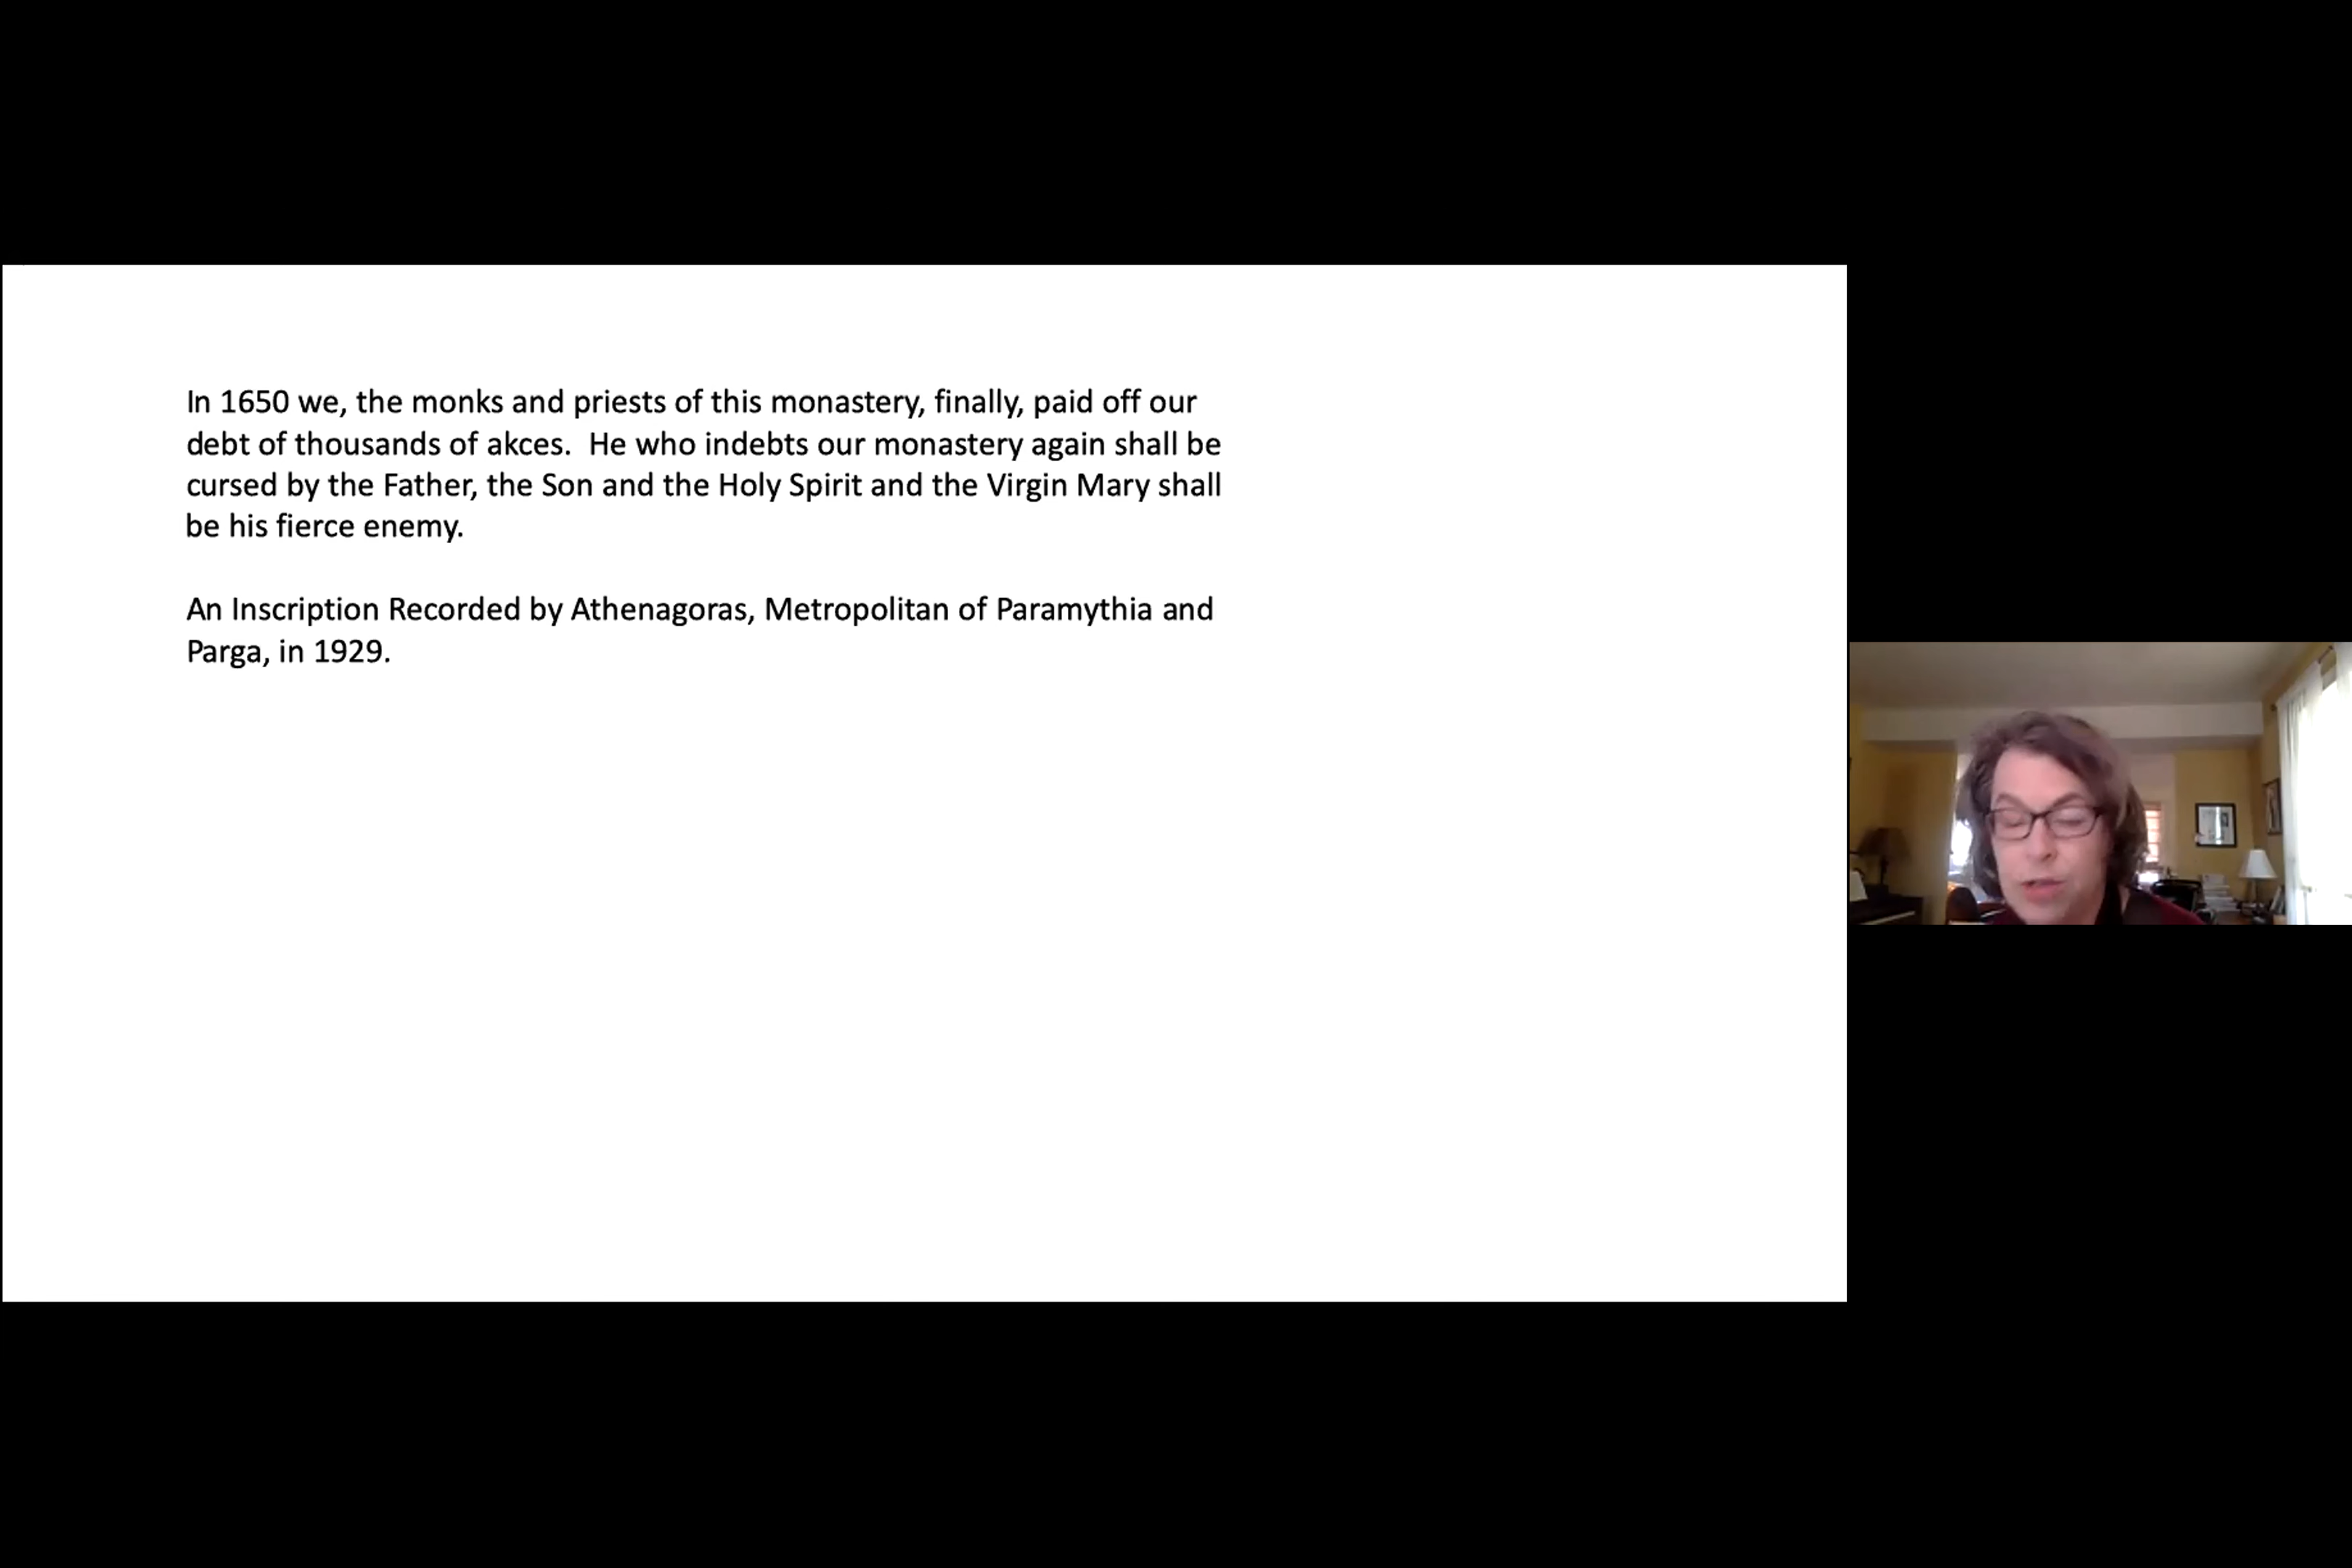 In 1650 we, the monks and priests of this monastery, finally, paid off our
debt of thousands of akces.  He who indebts our monastery again shall be
cursed by the Father, the Son and the Holy Spirit and the Virgin Mary shall
be his fierce enemy.
An Inscription Recorded by Athenagoras, Metropolitan of Paramythia and
Parga, in 1929.